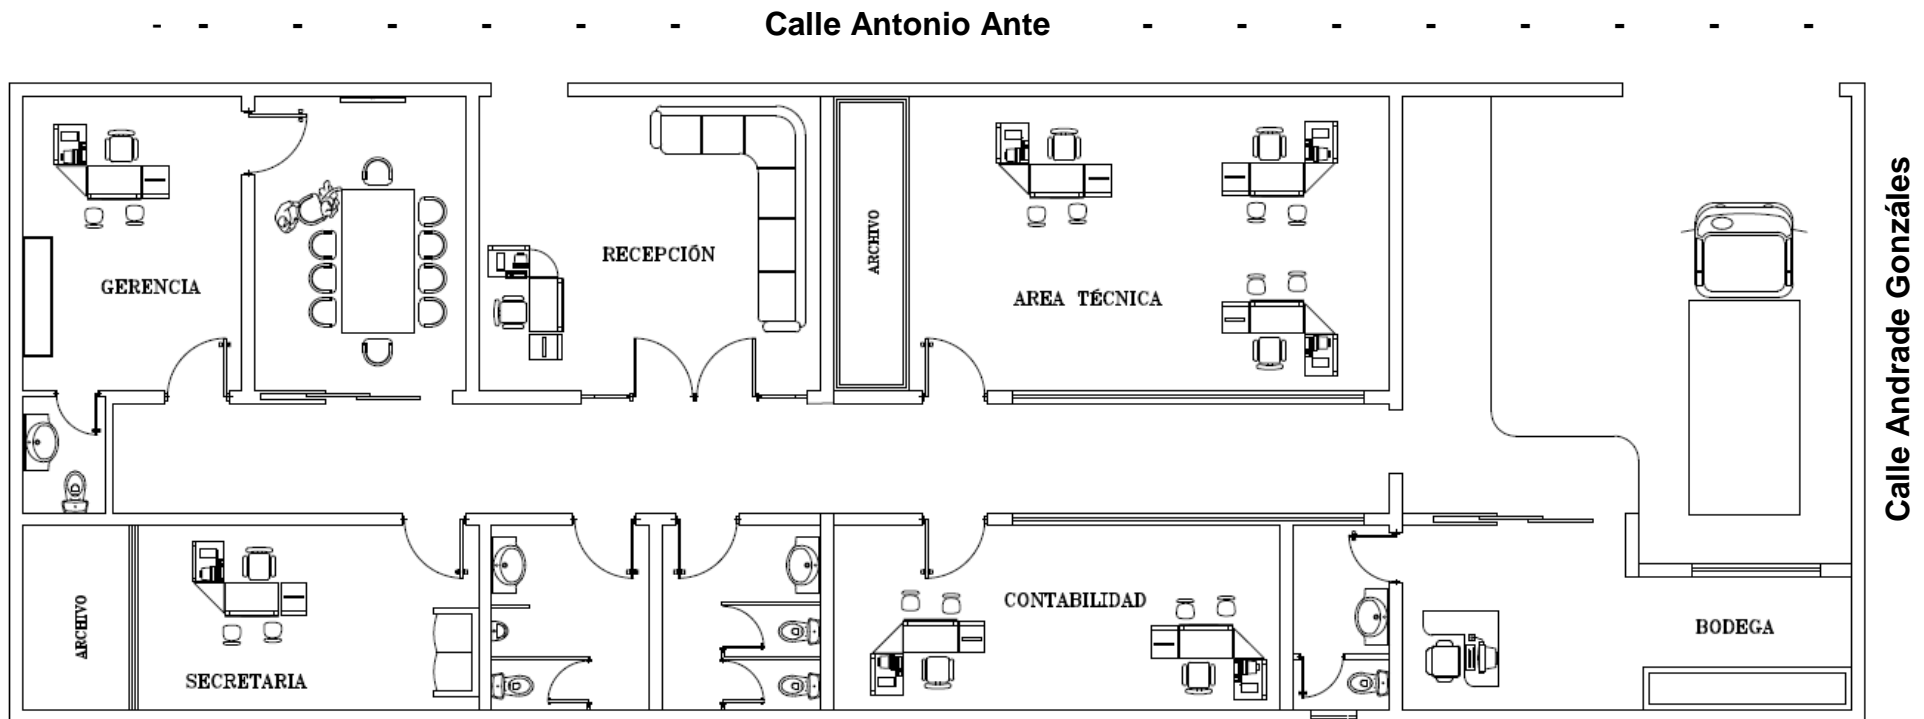 Calle Antonio Ante
Calle Andrade Gonzáles
RECEPCIÓN
ARCHIVO
GERENCIA
AREA TÉCNICA
CONTABILIDAD
ARCHIVO
BODEGA
SECRETARIA